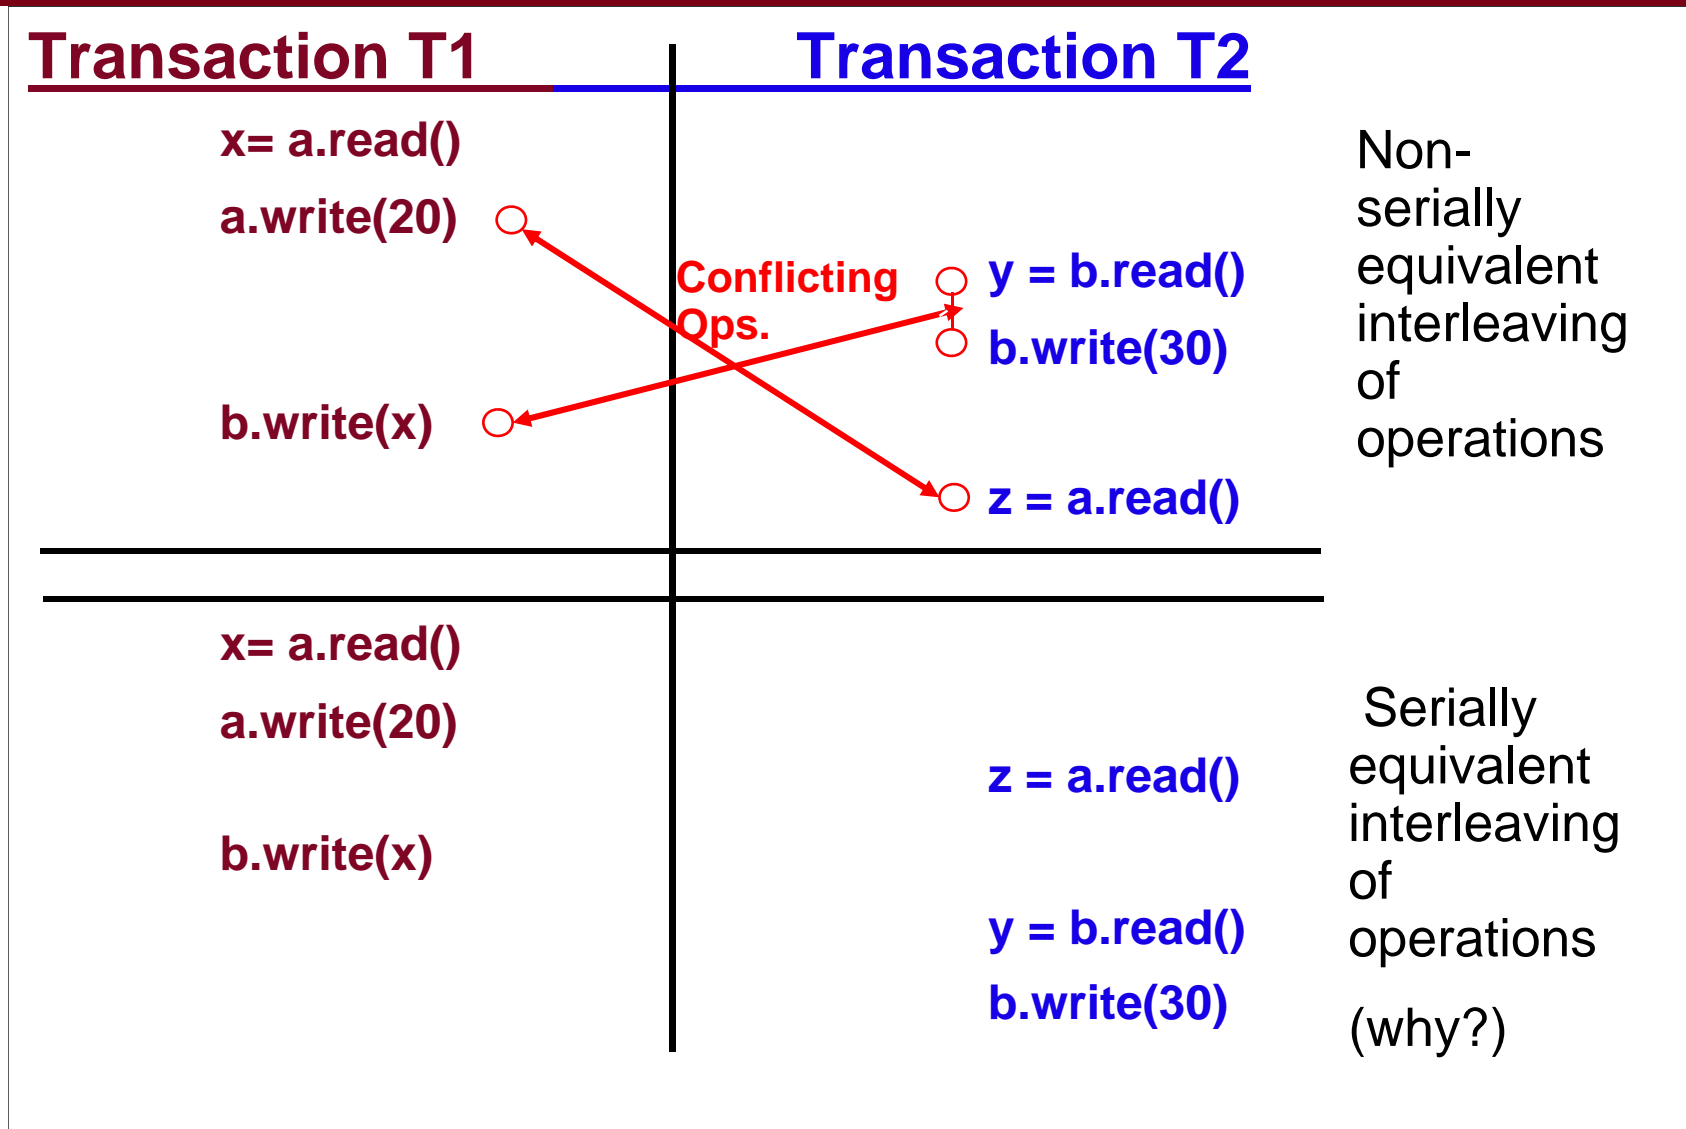 Transaction T1
Transaction T2
x= a.read()
a.write(20)
Conflicting
Ops.
y = b.read()
b.write(30)
b.write(x)
z = a.read()
Non-
serially
equivalent
interleaving
of
operations
x= a.read()
a.write(20)
z = a.read()
b.write(x)
y = b.read()
b.write(30)
Serially
equivalent
interleaving
of
operations
(why?)